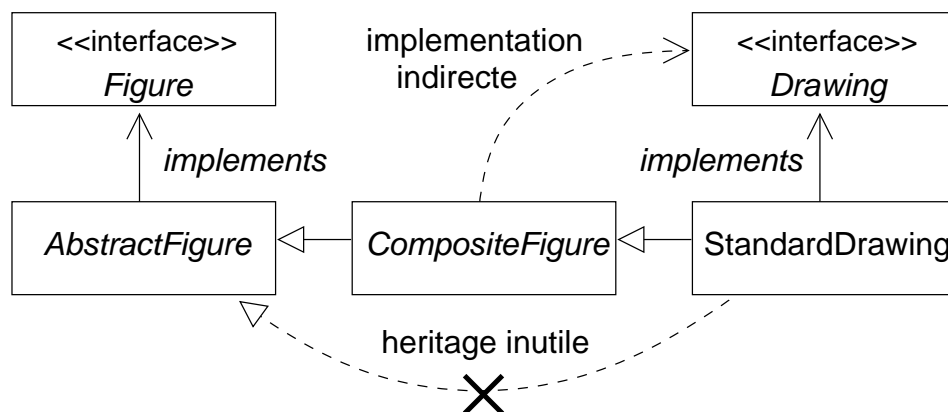 <<interface>>
Figure
implementation
indirecte
<<interface>>
Drawing
implements
implements
AbstractFigure
CompositeFigure
StandardDrawing
heritage inutile